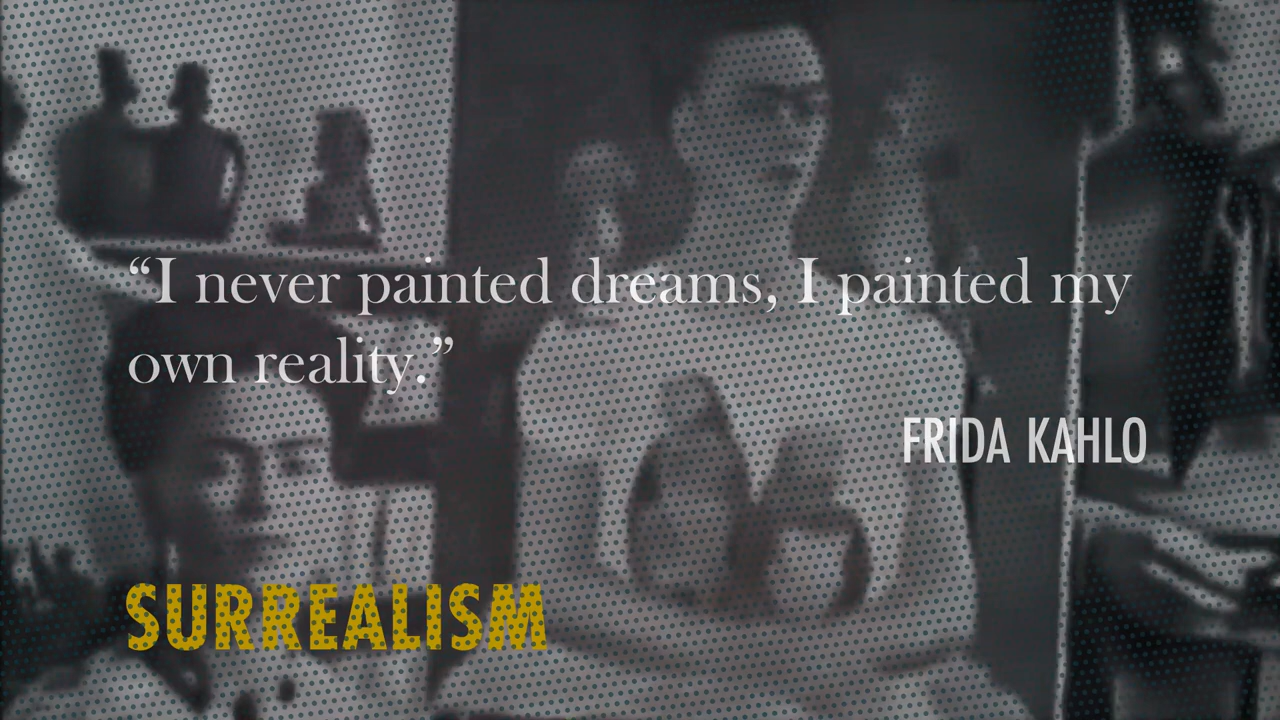 “I never painted dreams, I painted my
own reality.”
FRIDA KAHLO
SURREALISM